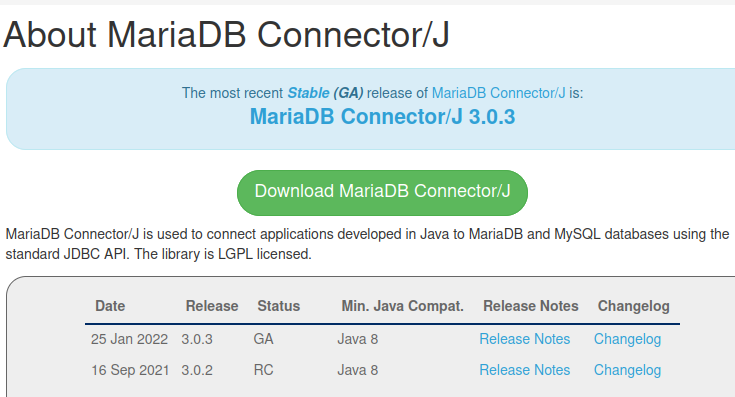 About MariaDB Connector/J
The most recent Stable (GA) release of MariaDB Connector/J is:
MariaDB Connector/J 3.0.3
Download MariaDB Connector/J
MariaDB Connector/J is used to connect applications developed in Java to MariaDB and MySQL databases using the
standard JDBC API. The library is LGPL licensed.
Date Release Status Min. Java Compat. Release Notes Changelog
25 Jan 2022 3.0.3 GA Java 8 Release Notes Changelog
16 Sep 2021 3.0.2 RC Java 8 Release Notes Changelog